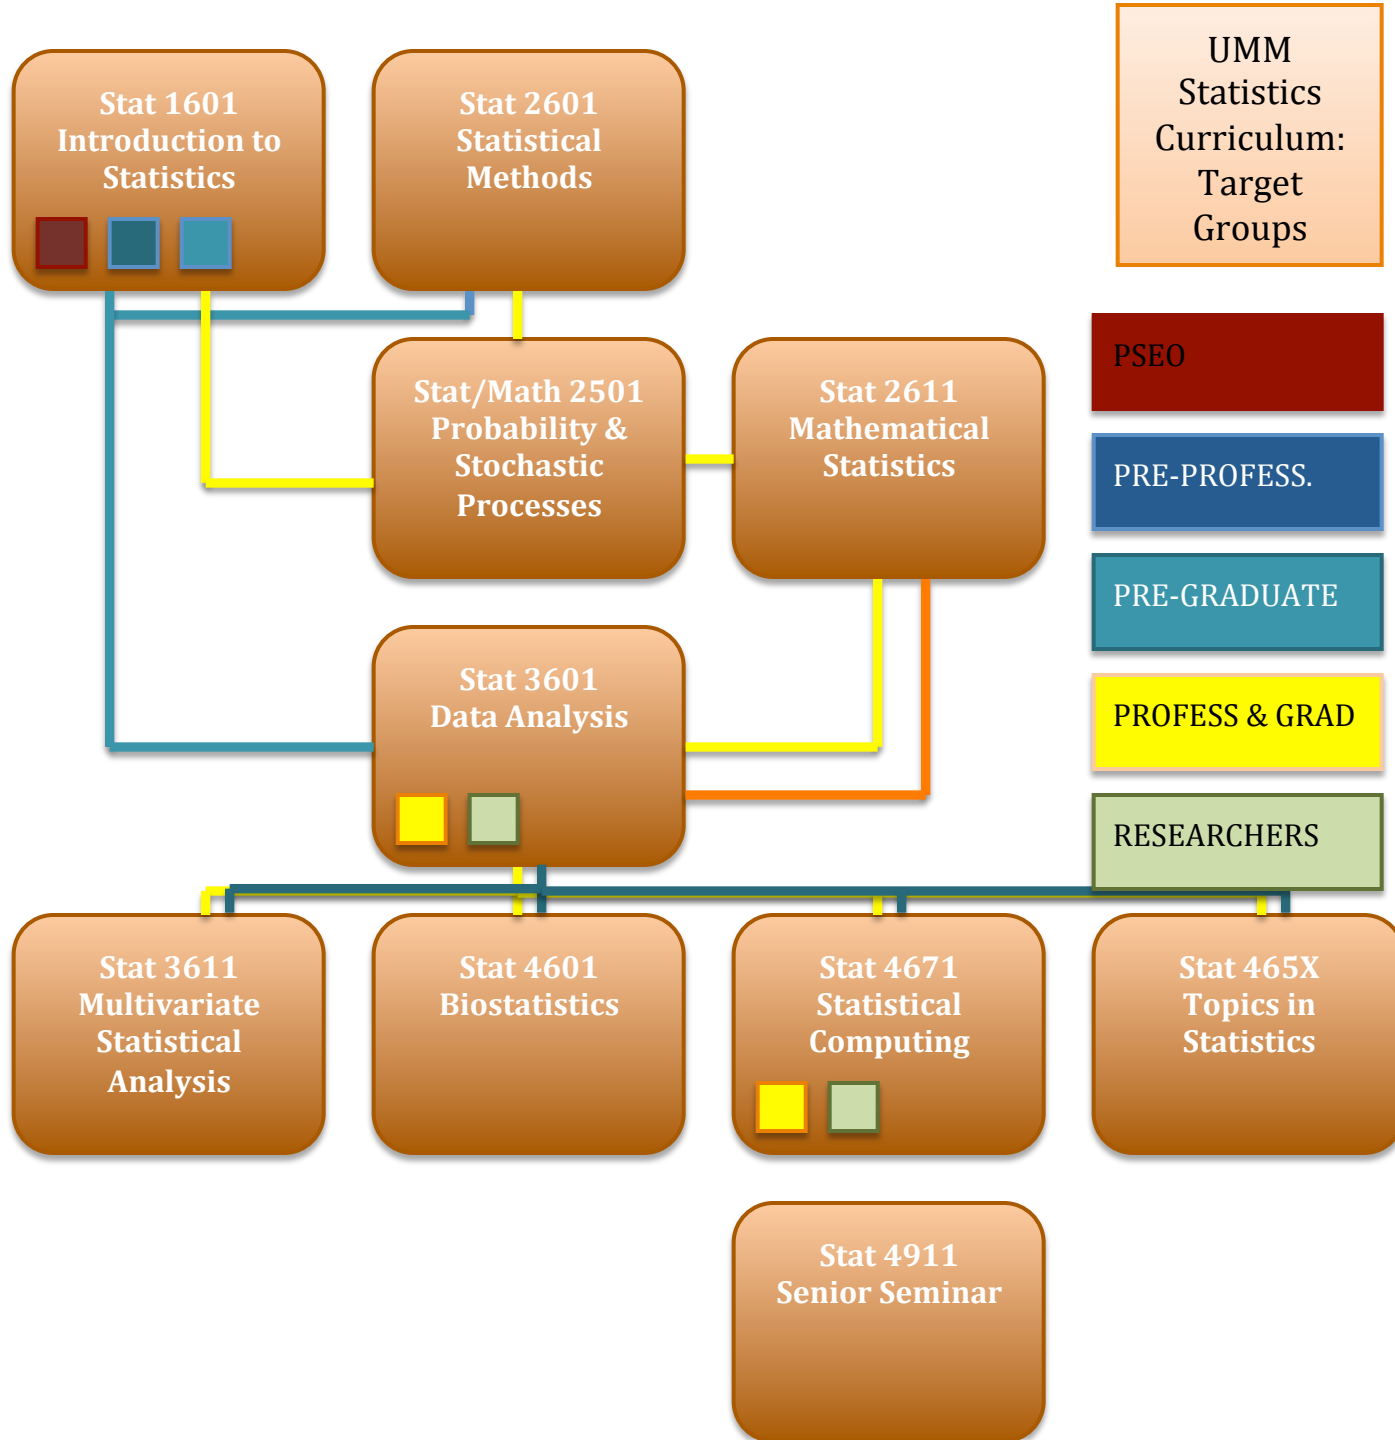 Stat 1601
Introduction to
Statistics
Stat 2601
Statistical
Methods
UMM
Statistics
Curriculum:
Target
Groups
Stat/Math 2501
Probability &
Stochastic
Processes
Stat 2611
Mathematical
Statistics
PSEO
PRE-PROFESS.
PRE-GRADUATE
PROFESS & GRAD
RESEARCHERS
Stat 3601
Data Analysis
Stat 3611
Multivariate
Statistical
Analysis
Stat 4601
Biostatistics
Stat 4671
Statistical
Computing
Stat 465X
Topics in
Statistics
Stat 4911
Senior Seminar